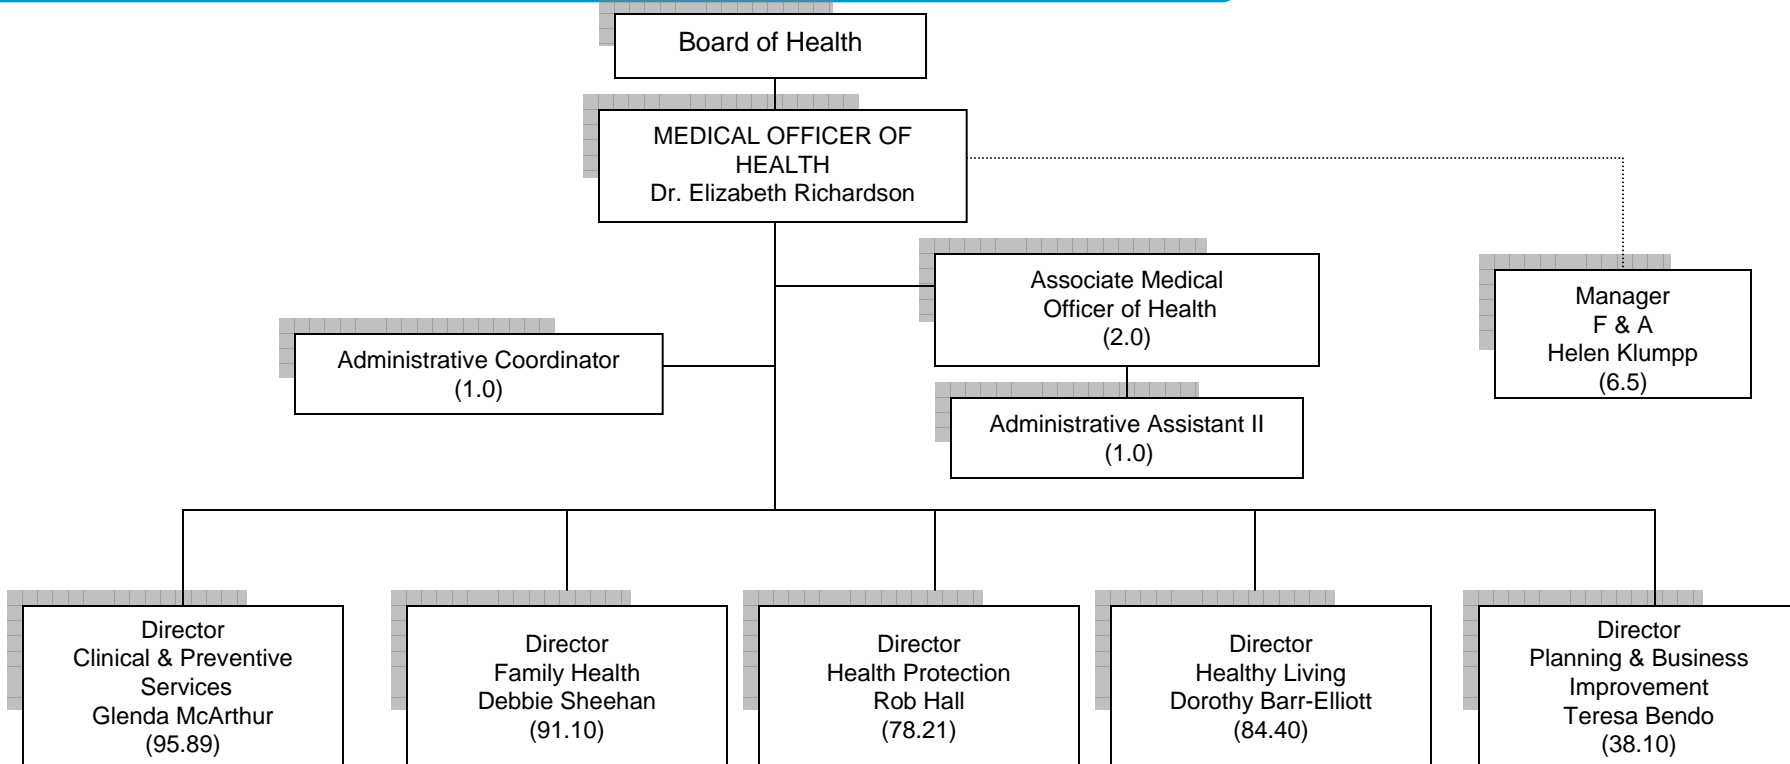 Board of Health
MEDICAL OFFICER OF
HEALTH
Dr. Elizabeth Richardson
Associate Medical
Officer of Health
(2.0)
Manager
F & A
Helen Klumpp
(6.5)
Administrative Coordinator
(1.0)
Administrative Assistant II
(1.0)
Director
Clinical & Preventive
Services
Glenda McArthur
(95.89)
Director
Family Health
Debbie Sheehan
(91.10)
Director
Health Protection
Rob Hall
(78.21)
Director
Healthy Living
Dorothy Barr-Elliott
(84.40)
Director
Planning & Business
Improvement
Teresa Bendo
(38.10)